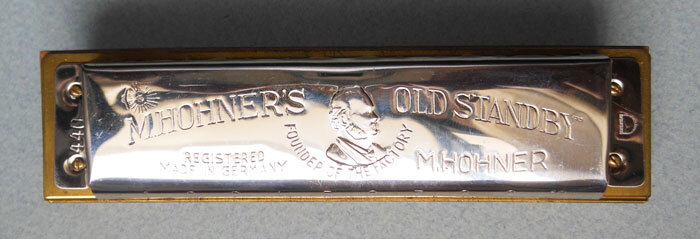 440
M.HOHNER'S OLD STANDBY
D
REGISTERED
MADE IN GERMANY
FOUNDER OF THE FACTORY
M.HOHNER